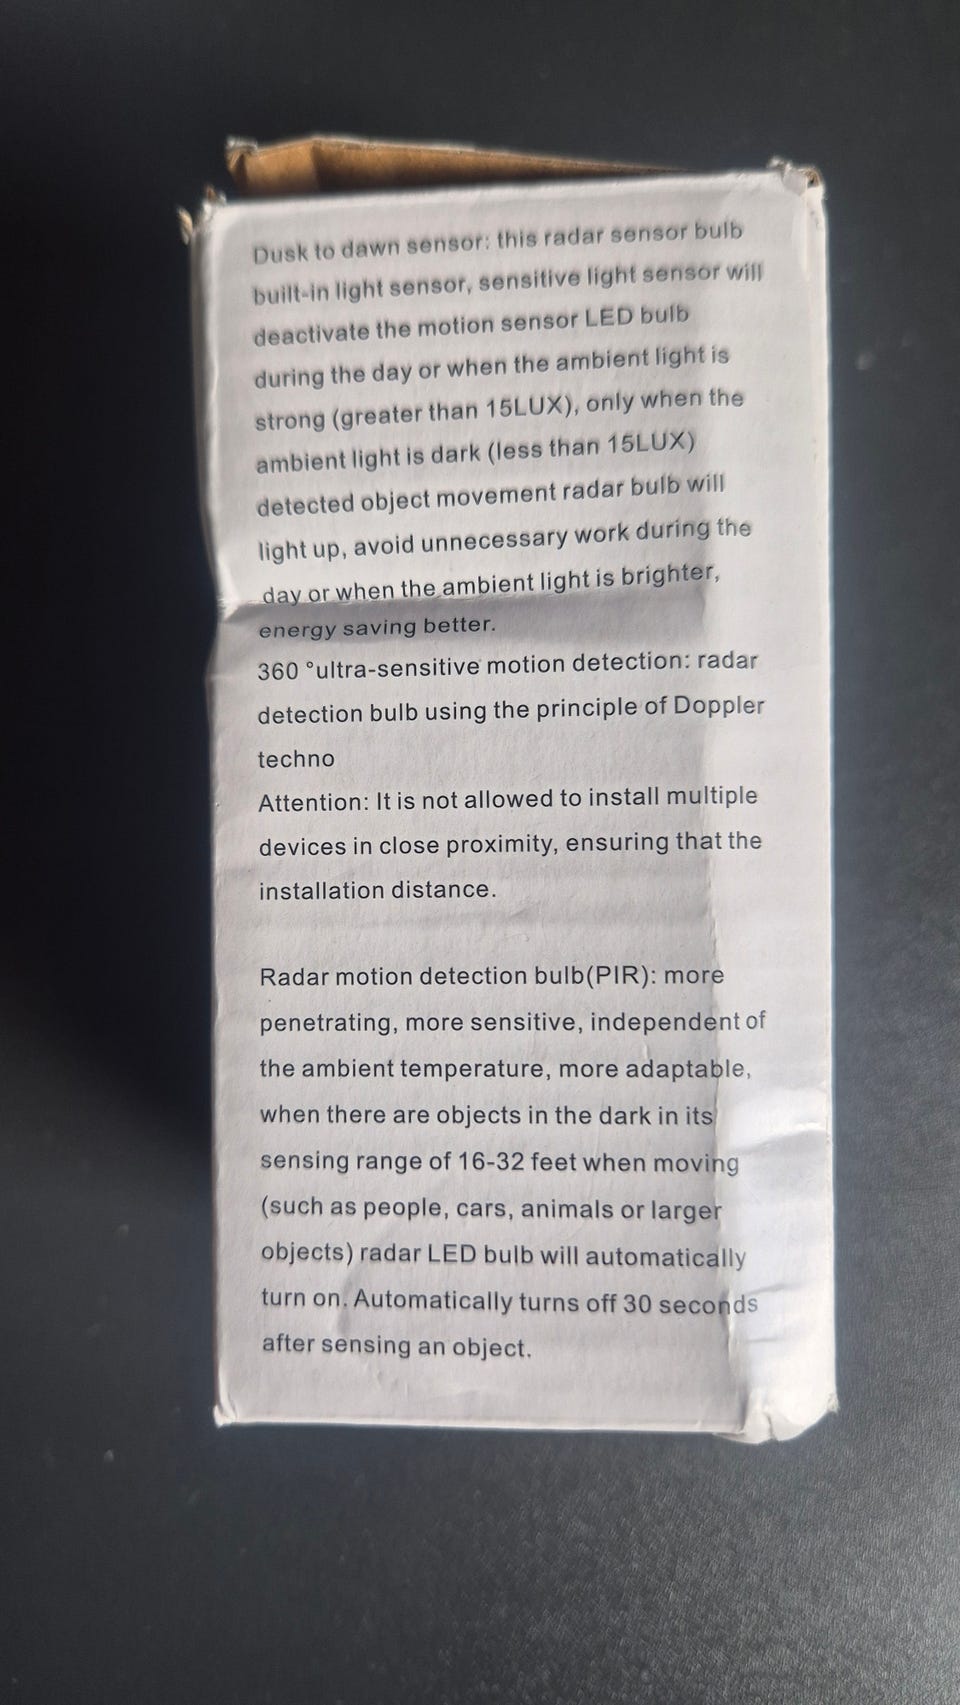 Dusk to dawn sensor: this radar sensor bulb
built-in light sensor, sensitive light sensor will
deactivate the motion sensor LED bulb
during the day or when the ambient light is
strong (greater than 15LUX), only when the
ambient light is dark (less than 15LUX)
detected object movement radar bulb will
light up, avoid unnecessary work during the
day or when the ambient light is brighter,
energy saving better.
360 °ultra-sensitive motion detection: radar
detection bulb using the principle of Doppler
techno
Attention: It is not allowed to install multiple
devices in close proximity, ensuring that the
installation distance.
Radar motion detection bulb(PIR): more
penetrating, more sensitive, independent of
the ambient temperature, more adaptable,
when there are objects in the dark in its
sensing range of 16-32 feet when moving
(such as people, cars, animals or larger
objects) radar LED bulb will automatically
turn on. Automatically turns off 30 seconds
after sensing an object.